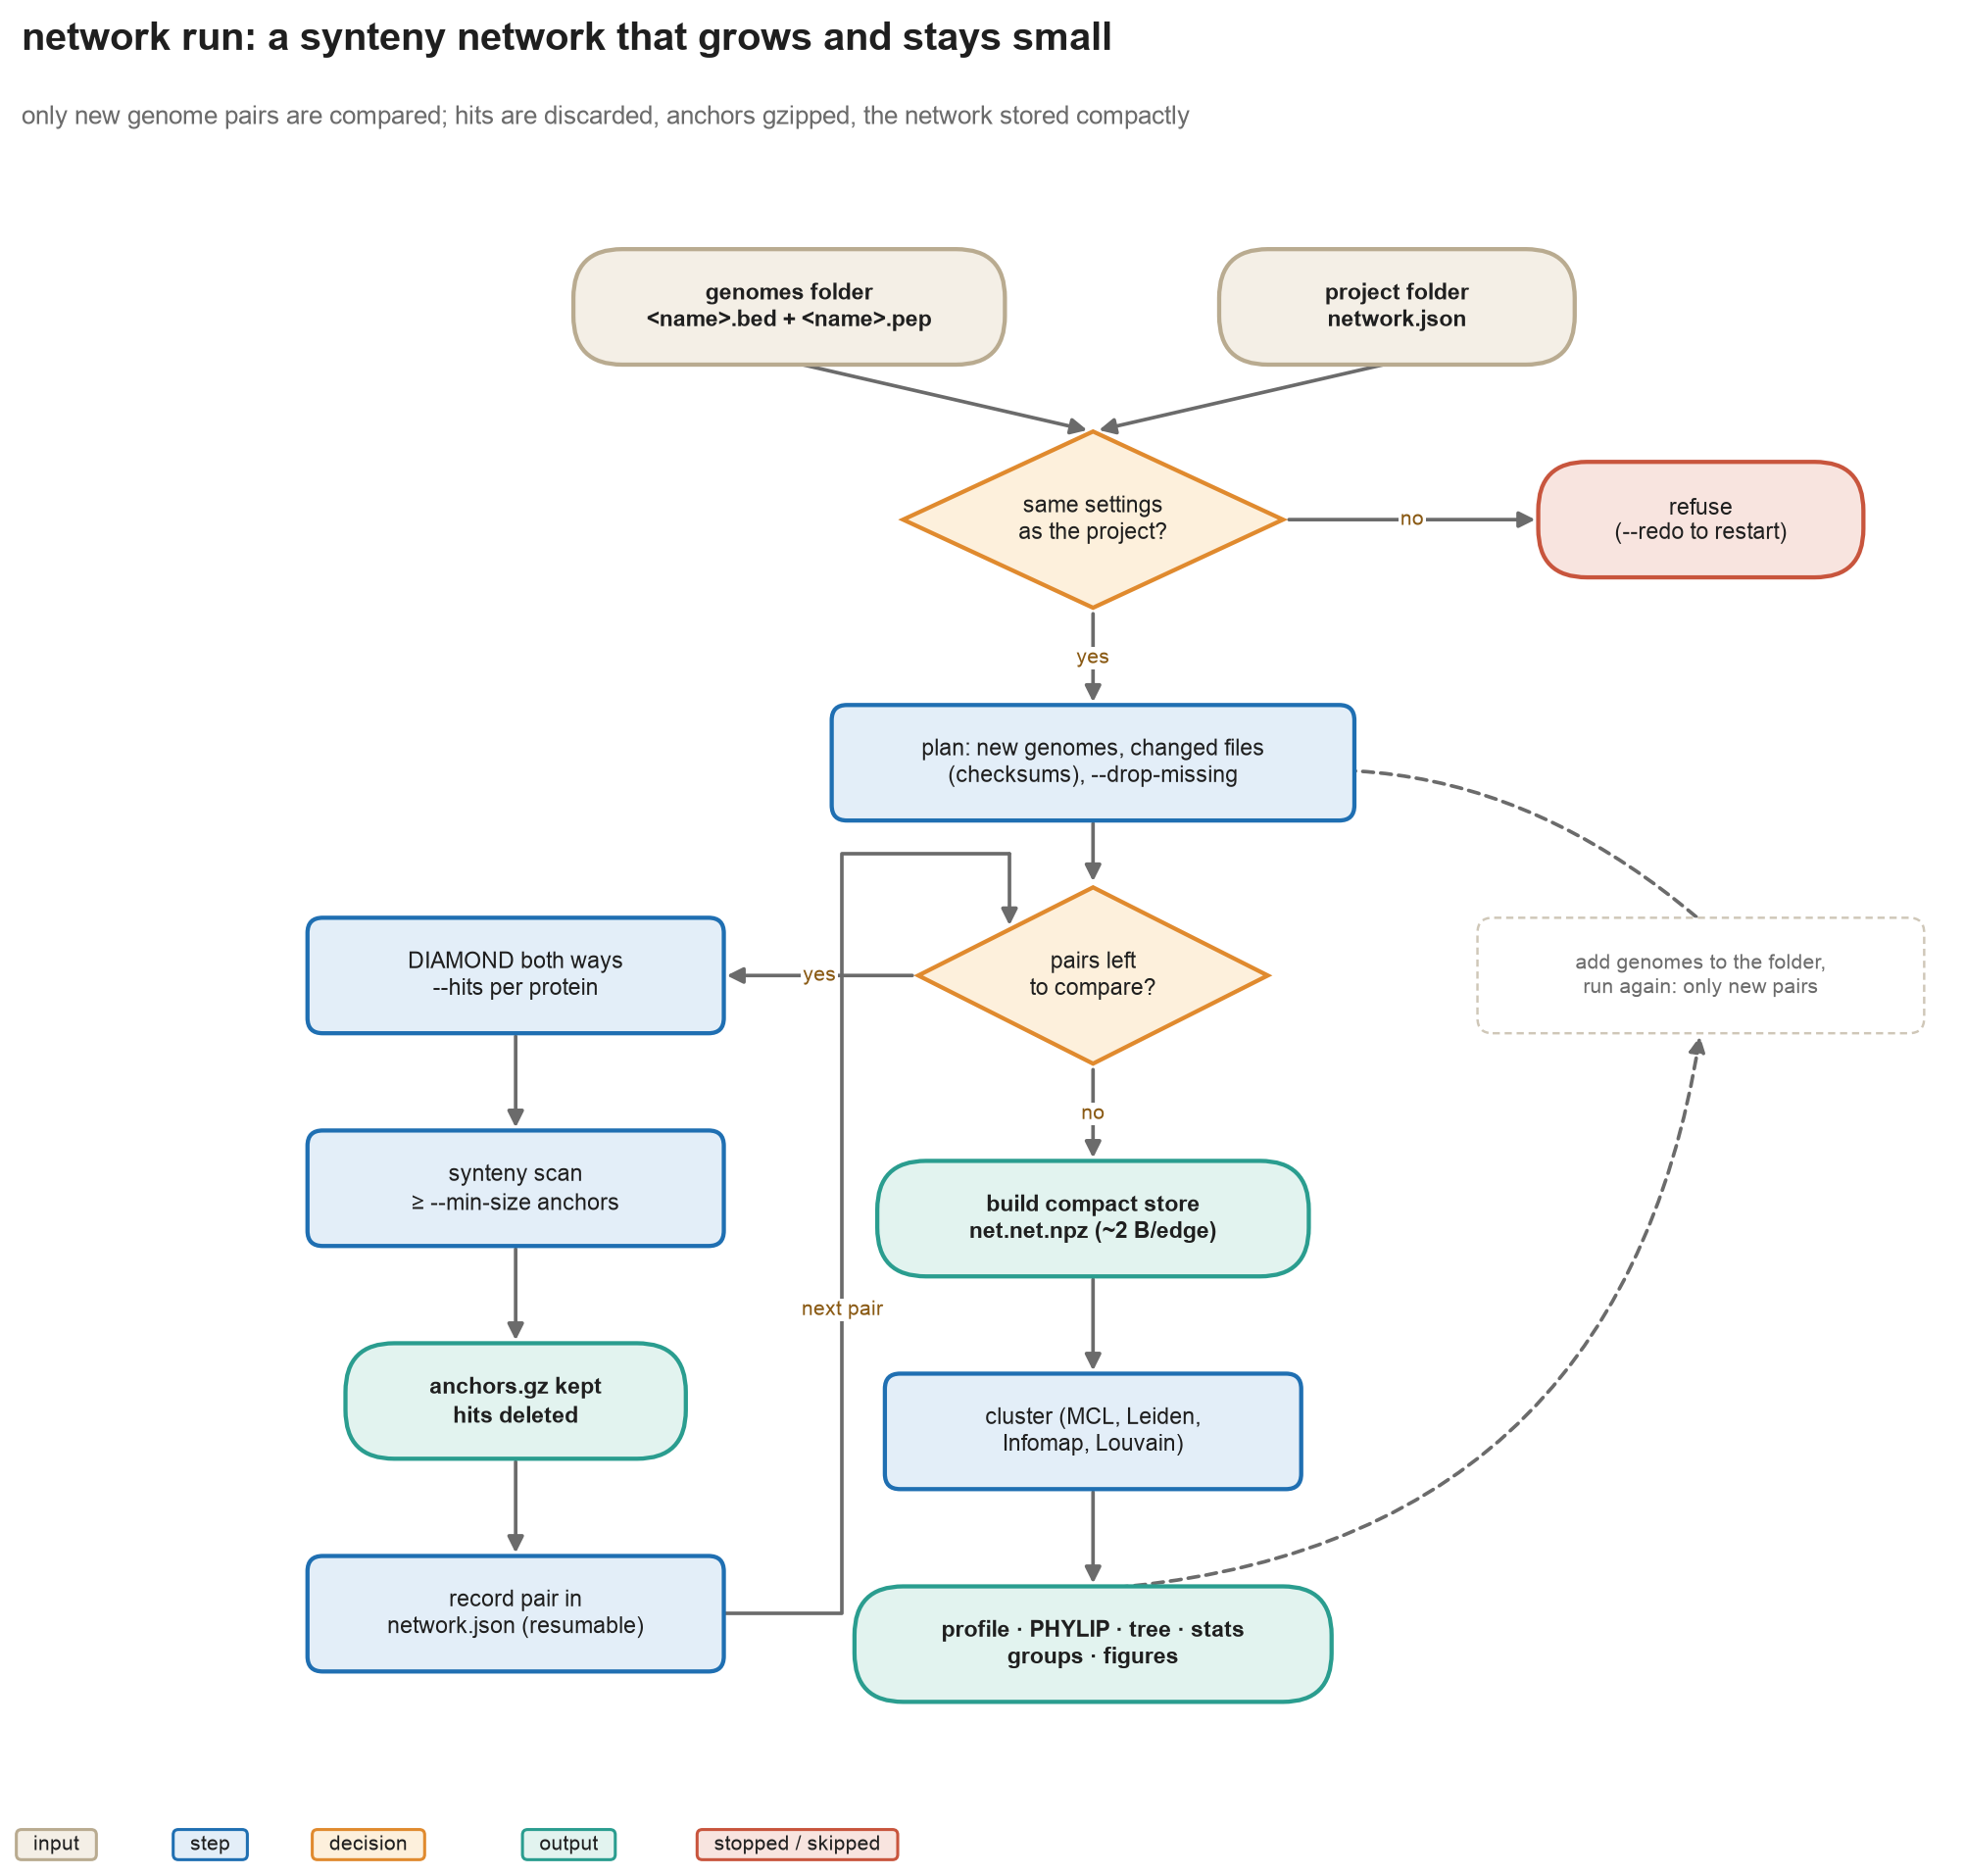 network run: a synteny network that grows and stays small
only new genome pairs are compared; hits are discarded, anchors gzipped, the network stored compactly
genomes folder
<name>.bed + <name>.pep
project folder
network.json
same settings
as the project?
no
refuse
(--redo to restart)
yes
plan: new genomes, changed files
(checksums), --drop-missing
DIAMOND both ways
--hits per protein
yes
pairs left
to compare?
add genomes to the folder,
run again: only new pairs
no
synteny scan
≥ --min-size anchors
build compact store
net.net.npz (~2 B/edge)
next pair
anchors.gz kept
hits deleted
cluster (MCL, Leiden,
Infomap, Louvain)
record pair in
network.json (resumable)
profile · PHYLIP · tree · stats
groups · figures
input
step
decision
output
stopped / skipped